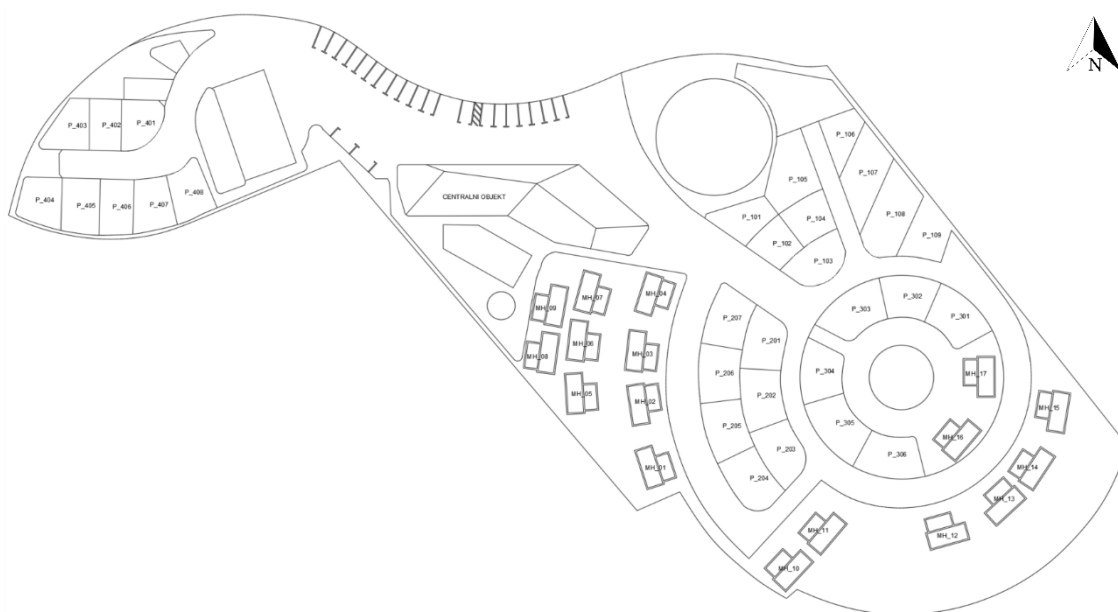 N
P_403
P_402
P_401
P_404
P_405
P_406
P_407
P_408
CENTRALNI OBJEKT
P_106
P_107
P_105
P_101
P_104
P_108
P_102
P_109
P_103
MH_09
MH_07
MH_04
MH_08
MH_06
MH_03
MH_05
MH_02
MH_01
P_207
P_201
P_206
P_202
P_205
P_203
P_204
P_303
P_302
P_301
P_304
P_305
P_306
MH_17
MH_16
MH_15
MH_14
MH_13
MH_12
MH_11
MH_10